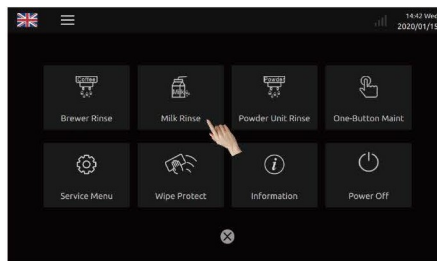 14:42 Wed
2020/01/15
Coffee
Milk
Powder
Brewer Rinse
Milk Rinse
Powder Unit Rinse
One-Button Maint
Service Menu
Wipe Protect
Information
Power Off